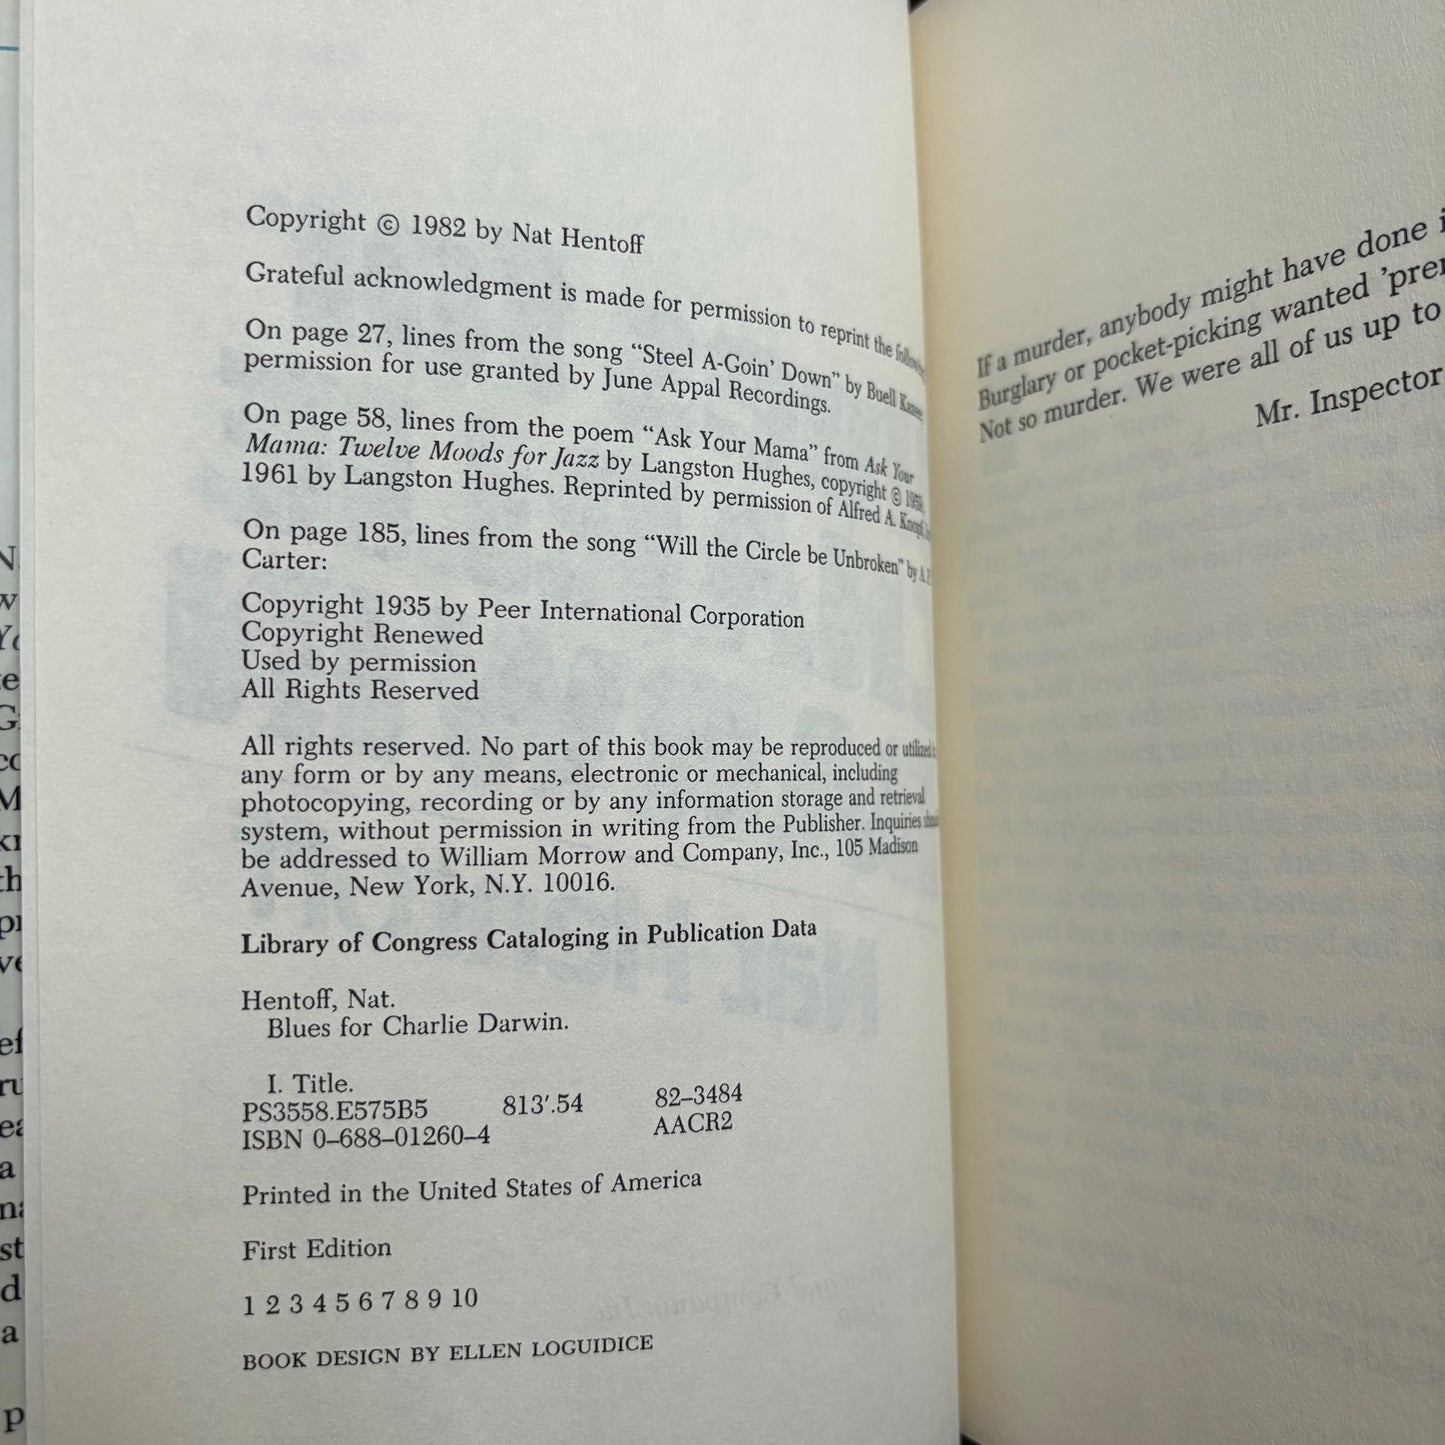 Copyright © 1982 by Nat Hentoff
Grateful acknowledgment is made for permission to reprint the
On page 27, lines from the song “Steel A-Goin’ Down” by Buell Kazee
permission for use granted by June Appal Recordings.
On page 58, lines from the poem “Ask Your Mama” from Ask Your
Mama: Twelve Moods for Jazz by Langston Hughes, copyright ©
1961 by Langston Hughes. Reprinted by permission of Alfred A. Knopf,
On page 185, lines from the song “Will the Circle be Unbroken” by A.
Carter:
Copyright 1935 by Peer International Corporation
Copyright Renewed
Used by permission
All Rights Reserved
All rights reserved. No part of this book may be reproduced or utilized
any form or by any means, electronic or mechanical, including
photocopying, recording or by any information storage and retrieval
system, without permission in writing from the Publisher. Inquiries
be addressed to William Morrow and Company, Inc., 105 Madison
Avenue, New York, N.Y. 10016.
Library of Congress Cataloging in Publication Data
Hentoff, Nat.
Blues for Charlie Darwin.
I. Title.
PS3558.E575B5 813′.54 82–3484
ISBN 0–688–01260–4 AACR2
Printed in the United States of America
First Edition
1 2 3 4 5 6 7 8 9 10
BOOK DESIGN BY ELLEN LOGUIDICE
If a murder, anybody might have done
Burglary or pocket-picking wanted
Not so murder. We were all of us up to
Mr. Inspector